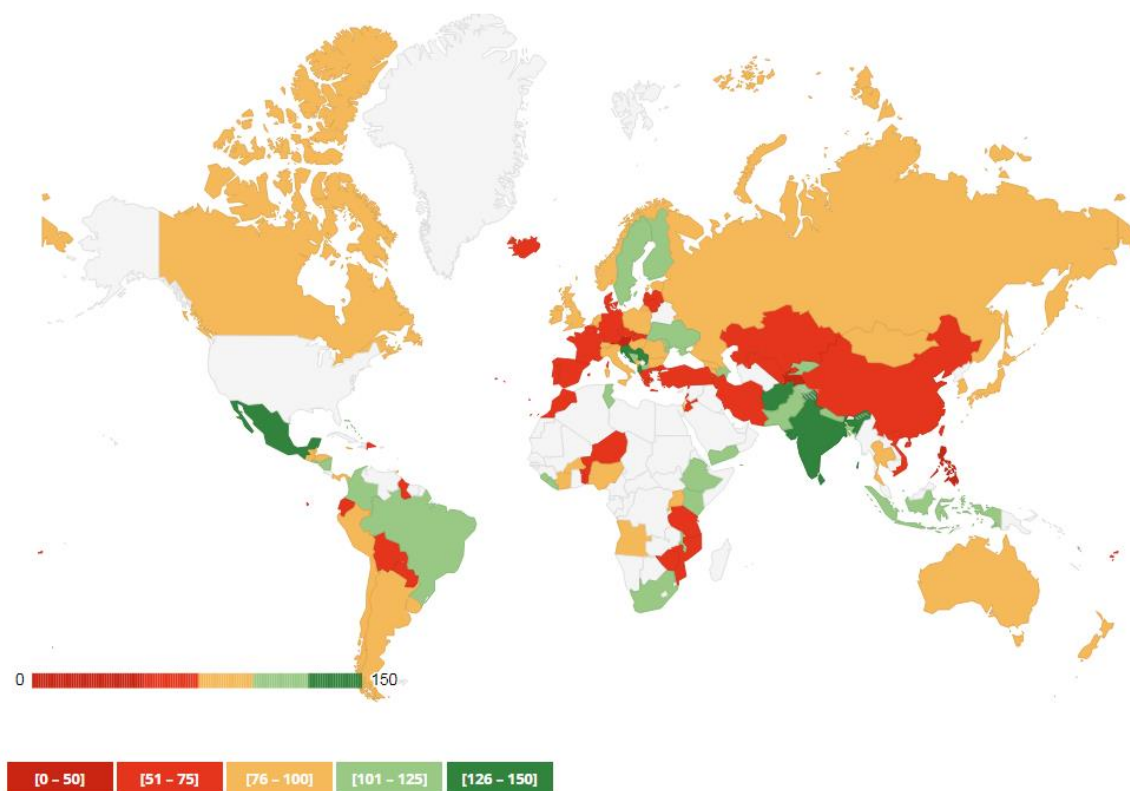 0 150
[0 – 50] [51 – 75] [76 – 100] [101 – 125] [126 – 150]